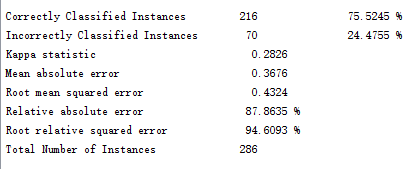 Correctly Classified Instances 216 75.5245 %
Incorrectly Classified Instances 70 24.4755 %
Kappa statistic 0.2826
Mean absolute error 0.3676
Root mean squared error 0.4324
Relative absolute error 87.8635 %
Root relative squared error 94.6093 %
Total Number of Instances 286